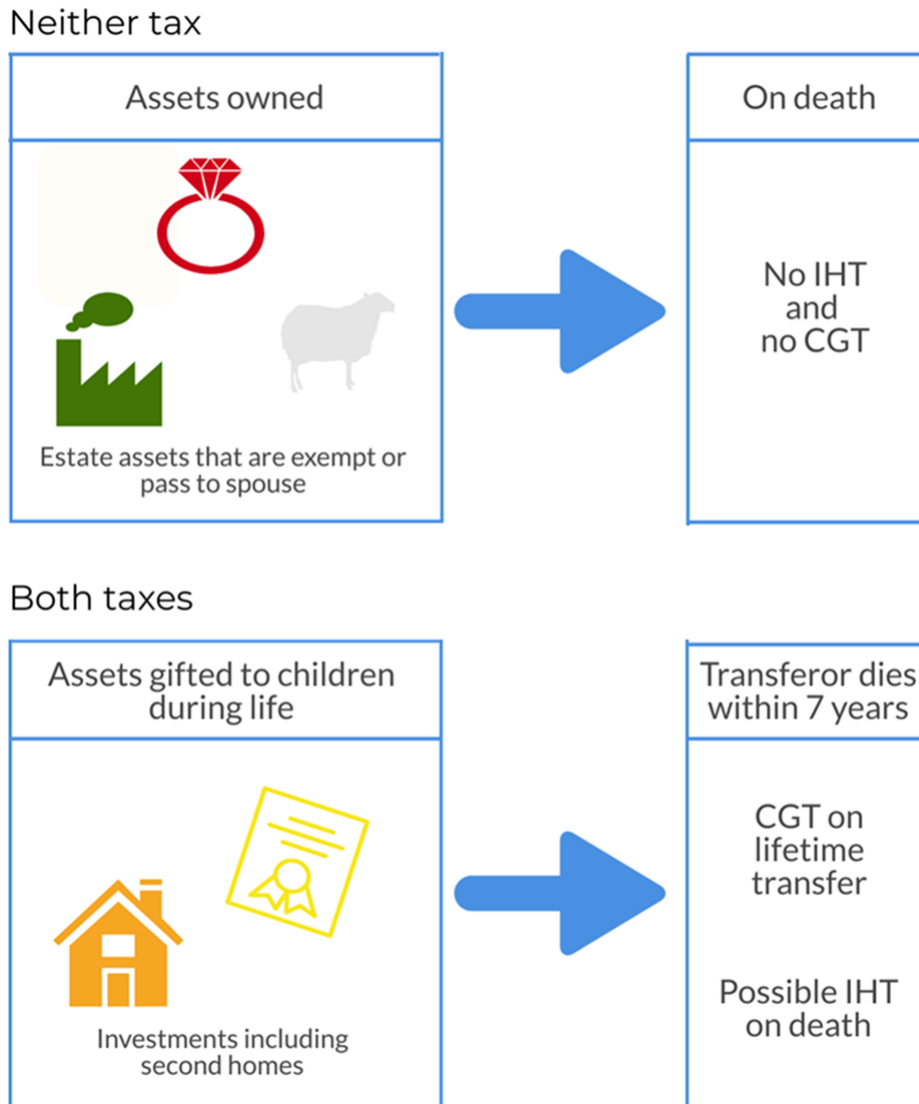 Neither tax
Assets owned
On death
No IHT
and
no CGT
Estate assets that are exempt or
pass to spouse
Both taxes
Assets gifted to children
during life
Transferor dies
within 7 years
CGT on
lifetime
transfer
Possible IHT
on death
Investments including
second homes